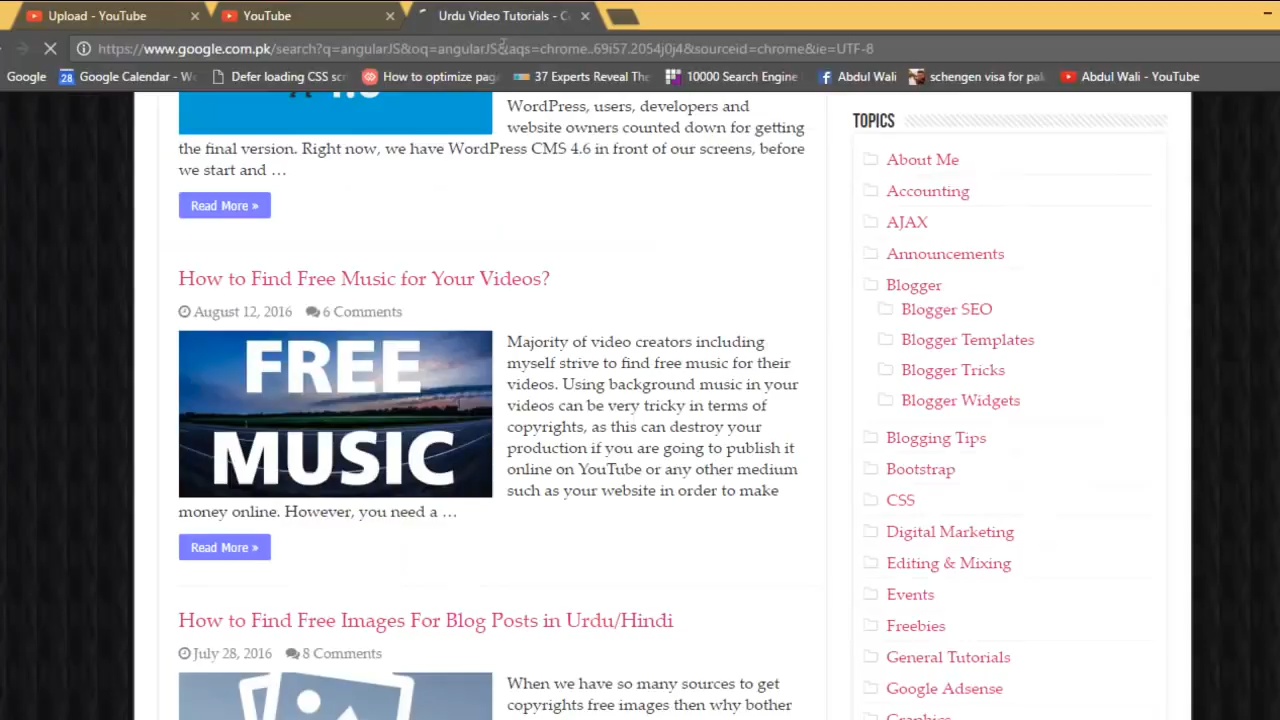 Upload - YouTube
YouTube
Urdu Video Tutorials - C
https://www.google.com.pk/search?q=angularJS&oq=angularJS&aqs=chrome..69i57.2054j0j4&sourceid=chrome&ie=UTF-8
Google
28
Google Calendar - We
Defer loading CSS scr
How to optimize page
37 Experts Reveal The
10000 Search Engine
Abdul Wali
schengen visa for pak
Abdul Wali - YouTube
WordPress, users, developers and
website owners counted down for getting
the final version. Right now, we have WordPress CMS 4.6 in front of our screens, before
we start and …
Read More »
How to Find Free Music for Your Videos?
August 12, 2016
6 Comments
FREE
MUSIC
Majority of video creators including
myself strive to find free music for their
videos. Using background music in your
videos can be very tricky in terms of
copyrights, as this can destroy your
production if you are going to publish it
online on YouTube or any other medium
such as your website in order to make
money online. However, you need a …
Read More »
How to Find Free Images For Blog Posts in Urdu/Hindi
July 28, 2016
8 Comments
When we have so many sources to get
copyrights free images then why bother
TOPICS
About Me
Accounting
AJAX
Announcements
Blogger
Blogger SEO
Blogger Templates
Blogger Tricks
Blogger Widgets
Blogging Tips
Bootstrap
CSS
Digital Marketing
Editing & Mixing
Events
Freebies
General Tutorials
Google Adsense
Graphics